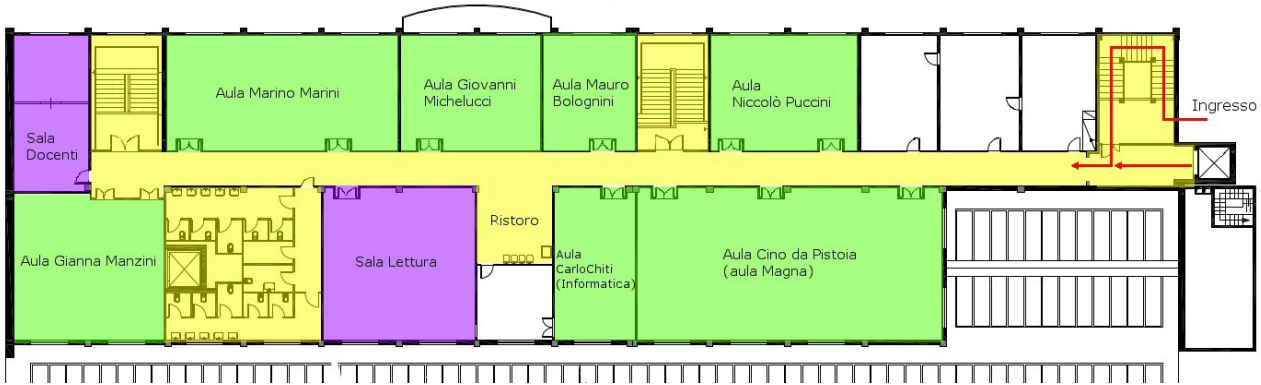 Aula Marino Marini
Aula Giovanni
Michelucci
Aula Mauro
Bolognini
Aula
Niccolò Puccini
Ingresso
Sala
Docenti
Aula Gianna Manzini
Sala Lettura
Ristoro
Aula
CarloChiti
(Informatica)
Aula Cino da Pistoia
(aula Magna)